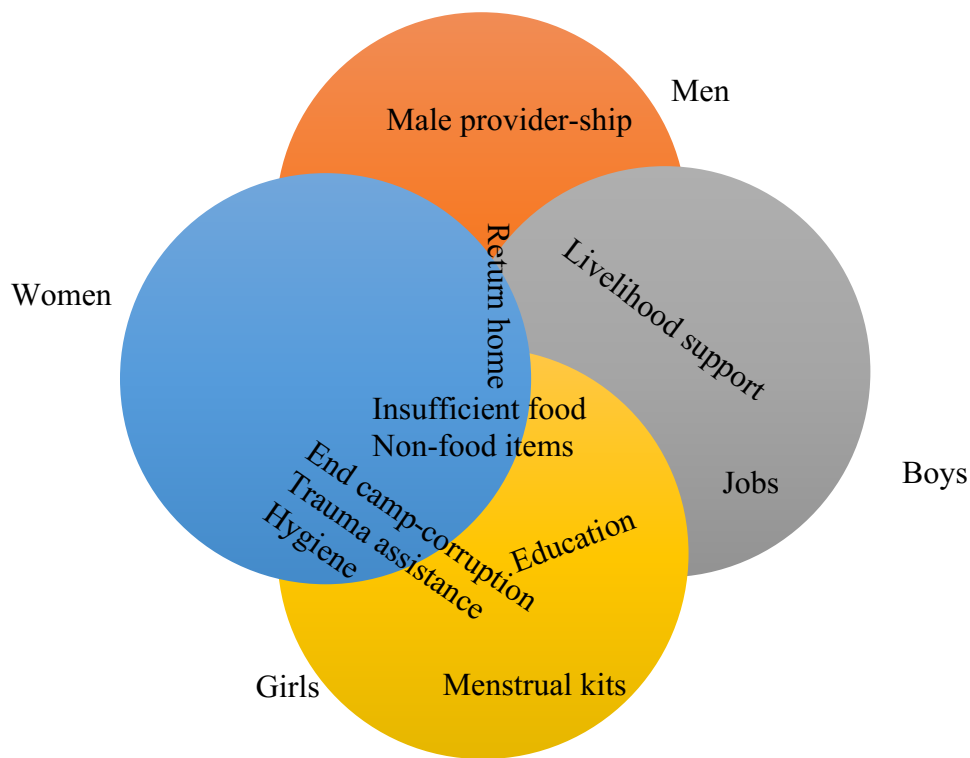 Men
Male provider-ship
Return home
Livelihood support
Women
Insufficient food
Non-food items
End camp-corruption
Trauma assistance
Hygiene
Education
Jobs
Boys
Girls
Menstrual kits